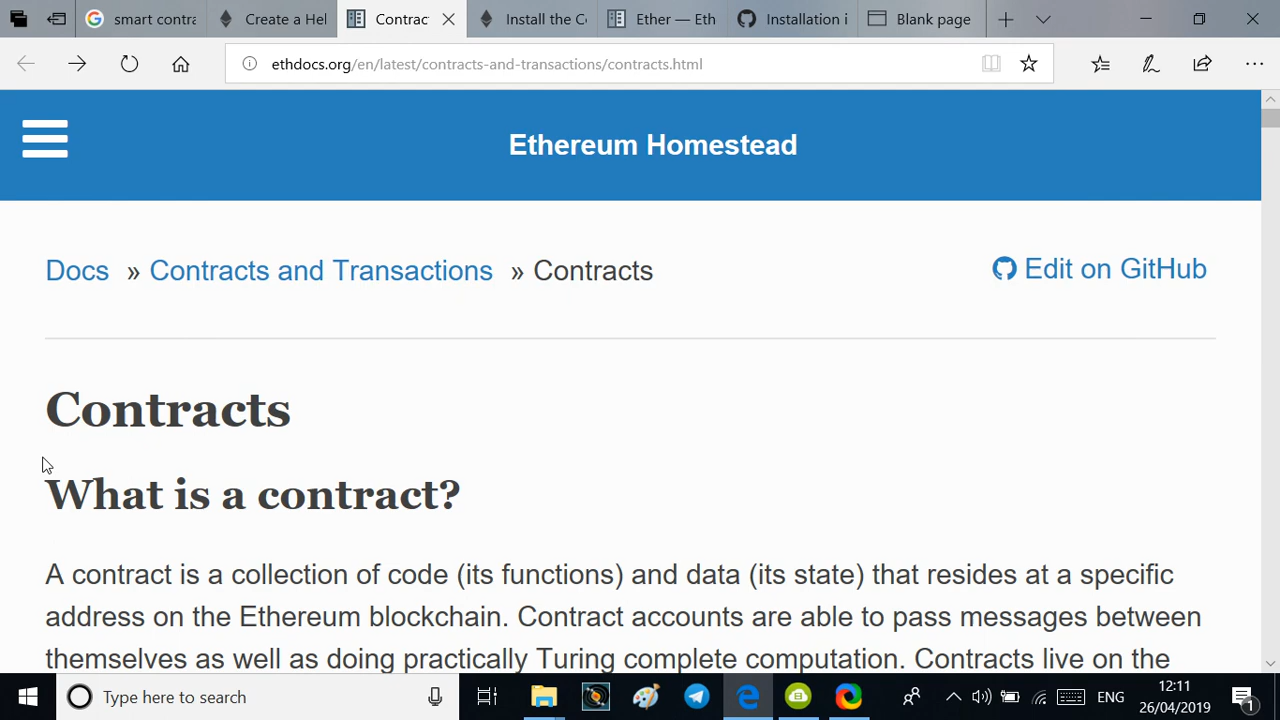 smart contra
Create a Hel
Contrac
Install the Co
Ether — Eth
Installation i
Blank page
ethdocs.org/en/latest/contracts-and-transactions/contracts.html
Ethereum Homestead
Docs » Contracts and Transactions » Contracts
Edit on GitHub
Contracts
What is a contract?
A contract is a collection of code (its functions) and data (its state) that resides at a specific
address on the Ethereum blockchain. Contract accounts are able to pass messages between
themselves as well as doing practically Turing complete computation. Contracts live on the
Type here to search
ENG
12:11
26/04/2019
1